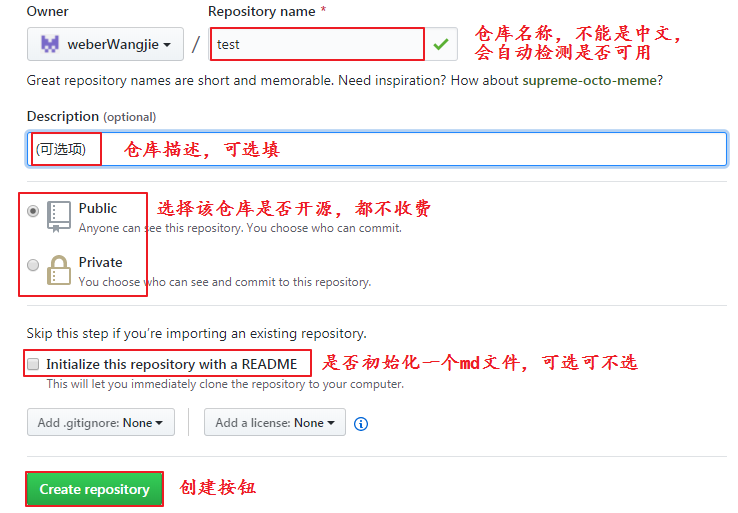 Owner
Repository name *
weberWangjie / test
仓库名称，不能是中文，
会自动检测是否可用
Great repository names are short and memorable. Need inspiration? How about supreme-octo-meme?
Description (optional)
(可选项) 仓库描述，可选填
Public 选择该仓库是否开源，都不收费
Anyone can see this repository. You choose who can commit.
Private
You choose who can see and commit to this repository.
Skip this step if you're importing an existing repository.
Initialize this repository with a README 是否初始化一个md文件，可选可不选
This will let you immediately clone the repository to your computer.
Add .gitignore: None Add a license: None
Create repository 创建按钮